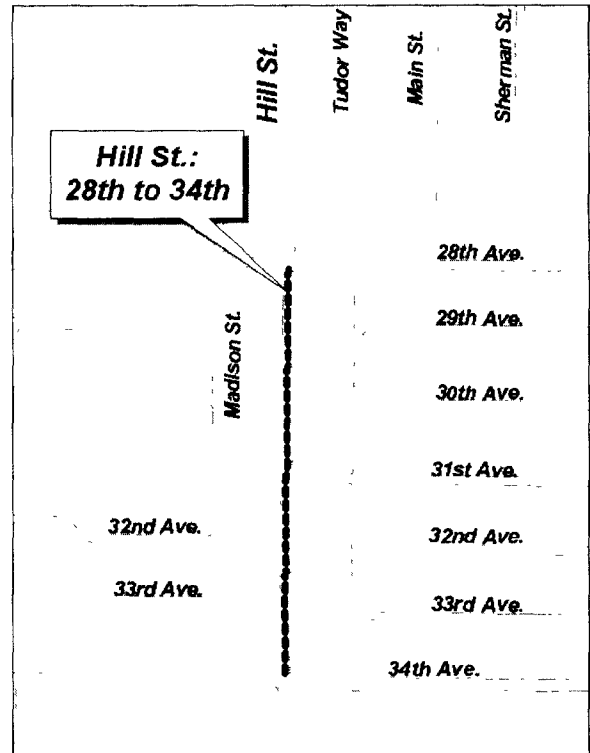 Hill St.
Tudor Way
Main St.
Sherman St.
Hill St.:
28th to 34th
28th Ave.
29th Ave.
Madison St.
30th Ave.
31st Ave.
32nd Ave.
32nd Ave.
33rd Ave.
33rd Ave.
34th Ave.